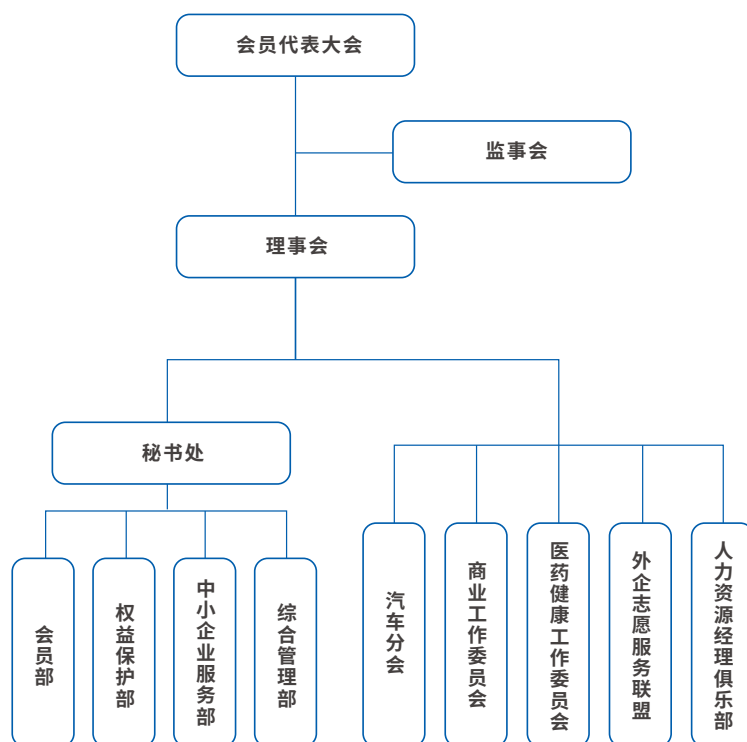 会员代表大会
监事会
理事会
秘书处
会员部
权益保护部
中小企业服务部
综合管理部
汽车分会
商业工作委员会
医药健康工作委员会
外企志愿服务联盟
人力资源经理俱乐部